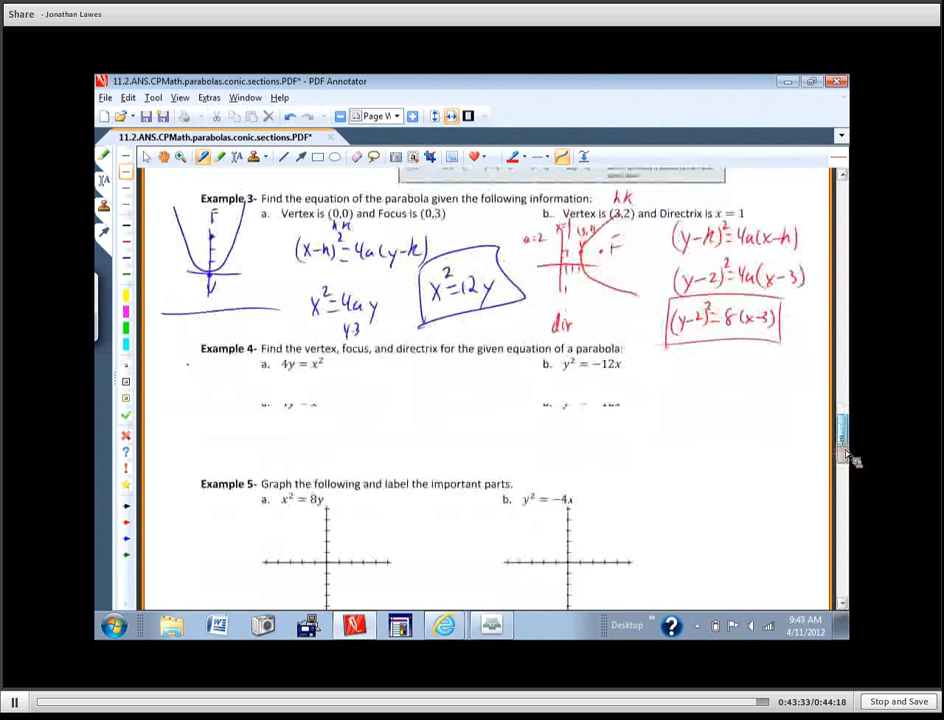 Share - Jonathan Lawes
11.2.ANS.CPMath.parabolas.conic.sections.PDF* - PDF Annotator
File Edit Tool View Extras Window Help
Page W
11.2.ANS.CPMath.parabolas.conic.sections.PDF*
Example 3- Find the equation of the parabola given the following information:
hk
a. Vertex is (0,0) and Focus is (0,3)
b. Vertex is (3,2) and Directrix is x = 1
hk
F
(x-h)²=4a(y-k)
a=2
F
(y-k)²=4a(x-h)
x²=4ay
x²=12y
(y-2)²=4a(x-3)
V
dir
(y-2)²=8(x-3)
Example 4- Find the vertex, focus, and directrix for the given equation of a parabola:
a. 4y = x²
b. y² = −12x
Example 5- Graph the following and label the important parts.
a. x² = 8y
b. y² = −4x
Desktop
9:43 AM
4/11/2012
0:43:33/0:44:18
Stop and Save